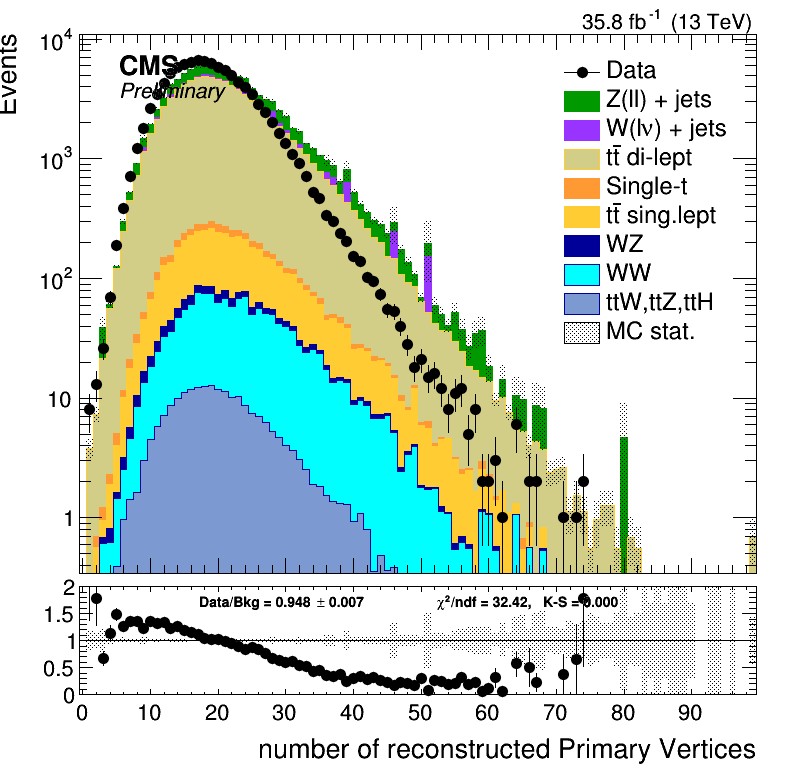 35.8 fb⁻¹ (13 TeV)
Events
CMS
Preliminary
10⁴
10³
10²
10
1
Data
Z(ll) + jets
W(lν) + jets
tt̄ di-lept
Single-t
tt̄ sing.lept
WZ
WW
ttW,ttZ,ttH
MC stat.
Data/Bkg = 0.948 ± 0.007
χ²/ndf = 32.42, K-S = 0.000
2
1.5
1
0.5
0
0 10 20 30 40 50 60 70 80 90
number of reconstructed Primary Vertices